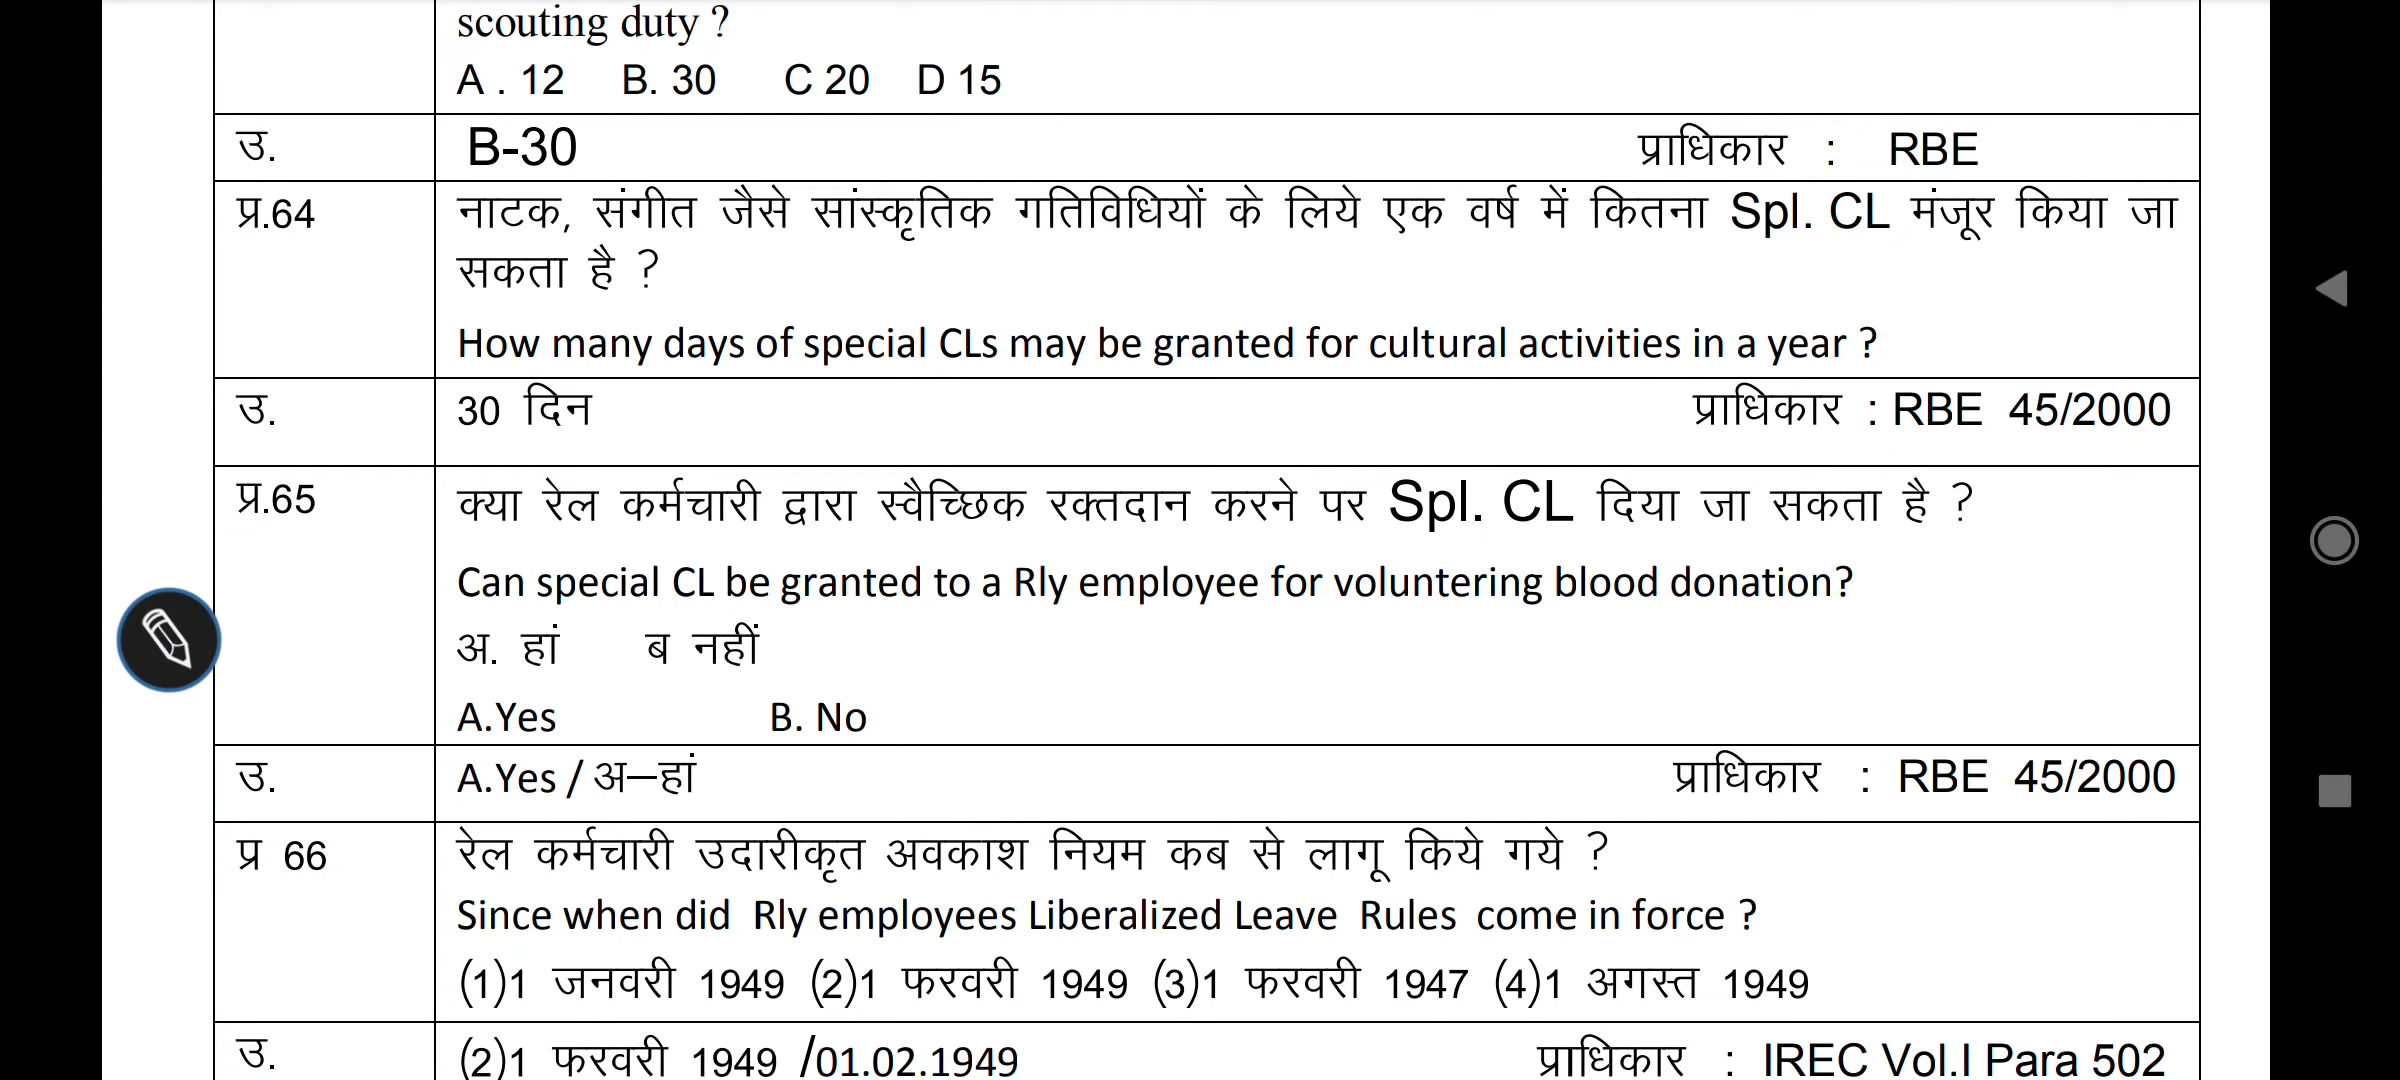 scouting duty ?
A . 12 B. 30 C 20 D 15
उ. B-30 प्राधिकार : RBE
प्र.64 नाटक, संगीत जैसे सांस्कृतिक गतिविधियों के लिये एक वर्ष में कितना Spl. CL मंजूर किया जा
सकता है ?
How many days of special CLs may be granted for cultural activities in a year ?
उ. 30 दिन प्राधिकार : RBE 45/2000
प्र.65 क्या रेल कर्मचारी द्वारा स्वैच्छिक रक्तदान करने पर Spl. CL दिया जा सकता है ?
Can special CL be granted to a Rly employee for voluntering blood donation?
अ. हां ब नहीं
A.Yes B. No
उ. A.Yes / अ–हां प्राधिकार : RBE 45/2000
प्र 66 रेल कर्मचारी उदारीकृत अवकाश नियम कब से लागू किये गये ?
Since when did Rly employees Liberalized Leave Rules come in force ?
(1)1 जनवरी 1949 (2)1 फरवरी 1949 (3)1 फरवरी 1947 (4)1 अगस्त 1949
उ. (2)1 फरवरी 1949 /01.02.1949 प्राधिकार : IREC Vol.I Para 502